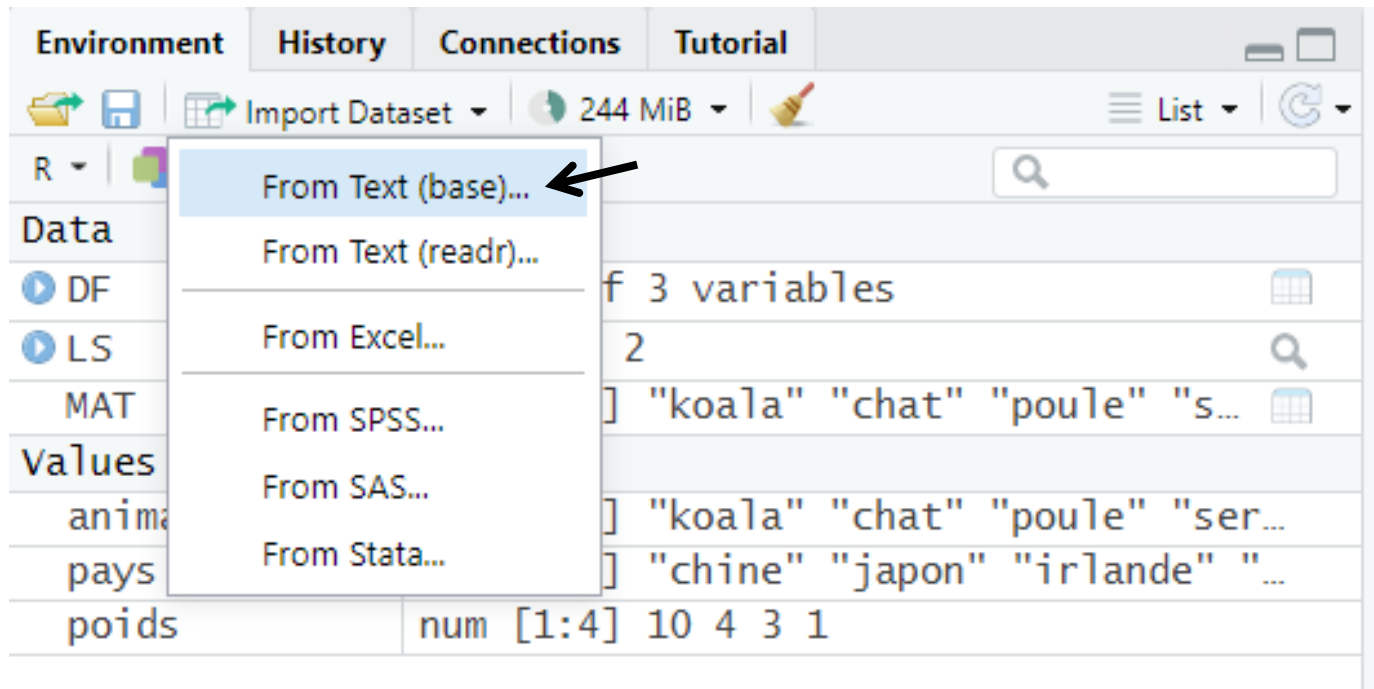 Environment History Connections Tutorial
Import Dataset 244 MiB List
R
From Text (base)...
Data
From Text (readr)...
DF f 3 variables
From Excel...
LS 2
MAT ] "koala" "chat" "poule" "s...
From SPSS...
Values
From SAS...
anima ] "koala" "chat" "poule" "ser...
From Stata...
pays ] "chine" "japon" "irlande" "...
poids num [1:4] 10 4 3 1